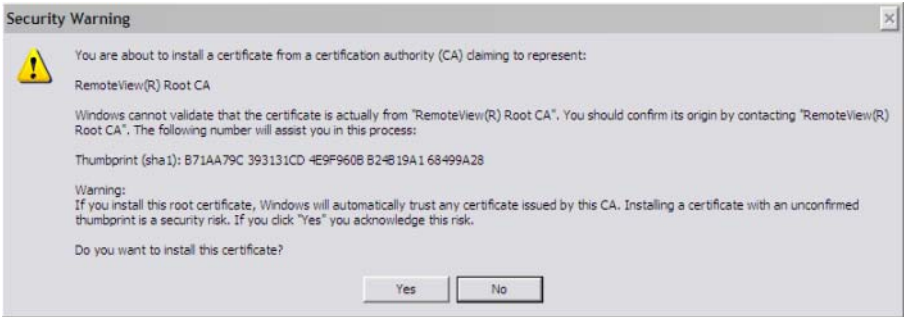 Security Warning
You are about to install a certificate from a certification authority (CA) claiming to represent:
RemoteView(R) Root CA
Windows cannot validate that the certificate is actually from "RemoteView(R) Root CA". You should confirm its origin by contacting "RemoteView(R)
Root CA". The following number will assist you in this process:
Thumbprint (sha1): B71AA79C 393131CD 4E9F960B B24B19A1 68499A28
Warning:
If you install this root certificate, Windows will automatically trust any certificate issued by this CA. Installing a certificate with an unconfirmed
thumbprint is a security risk. If you click "Yes" you acknowledge this risk.
Do you want to install this certificate?
Yes No